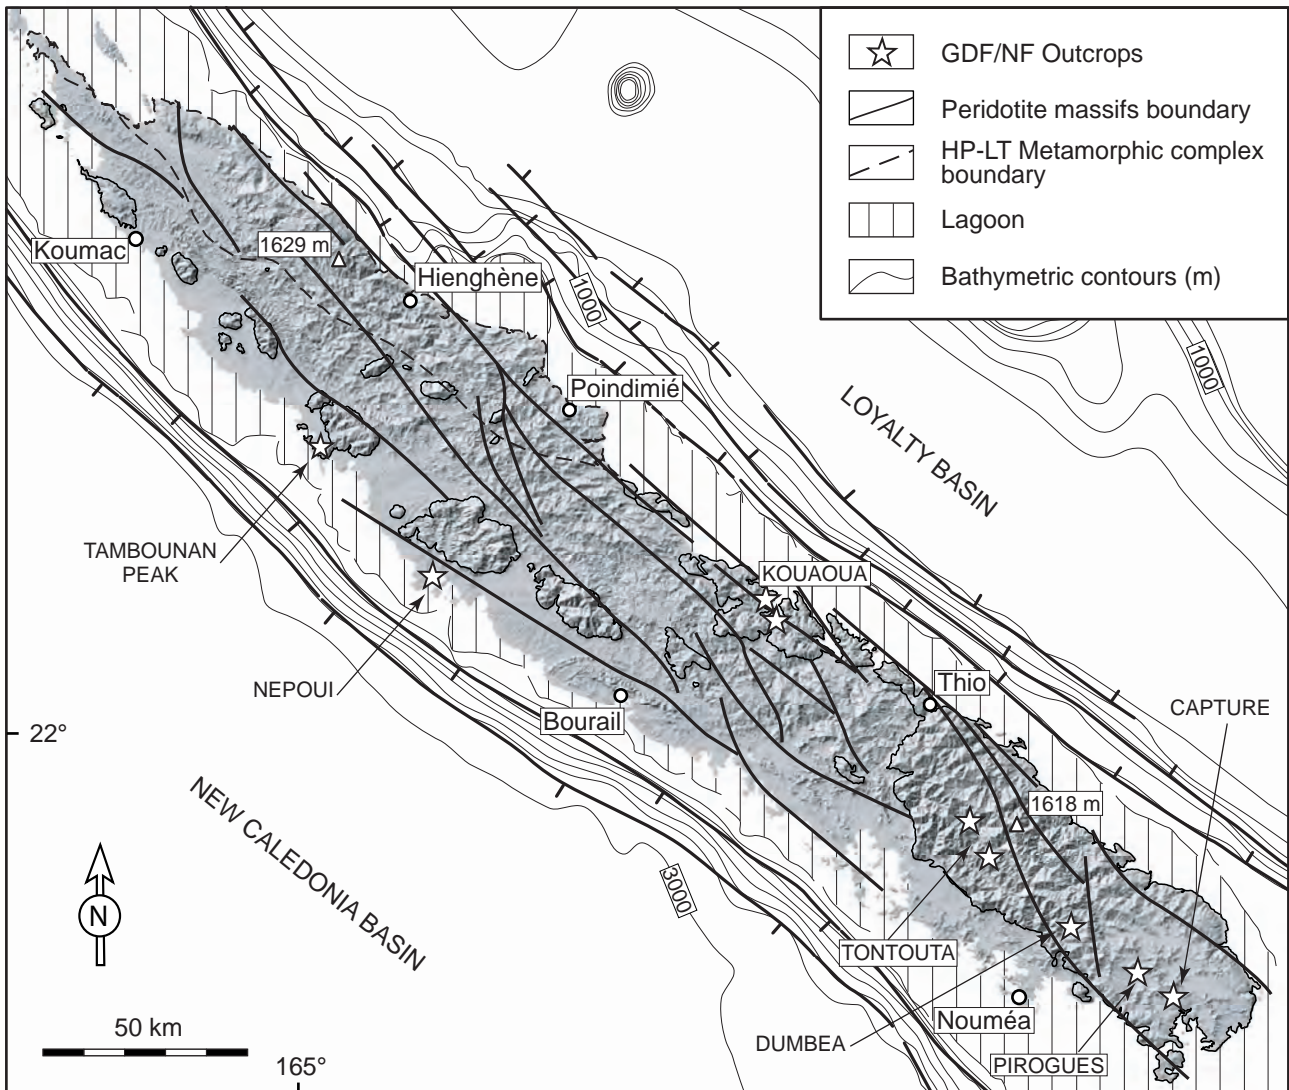 GDF/NF Outcrops
Peridotite massifs boundary
HP-LT Metamorphic complex
boundary
Lagoon
Bathymetric contours (m)
Koumac
1629 m
Hienghène
1000
1000
Poindimié
LOYALTY BASIN
TAMBOUNAN
PEAK
KOUAOUA
NEPOUI
Thio
Bourail
CAPTURE
22°
1618 m
NEW CALEDONIA BASIN
3000
N
TONTOUTA
Nouméa
50 km
DUMBEA
PIROGUES
165°